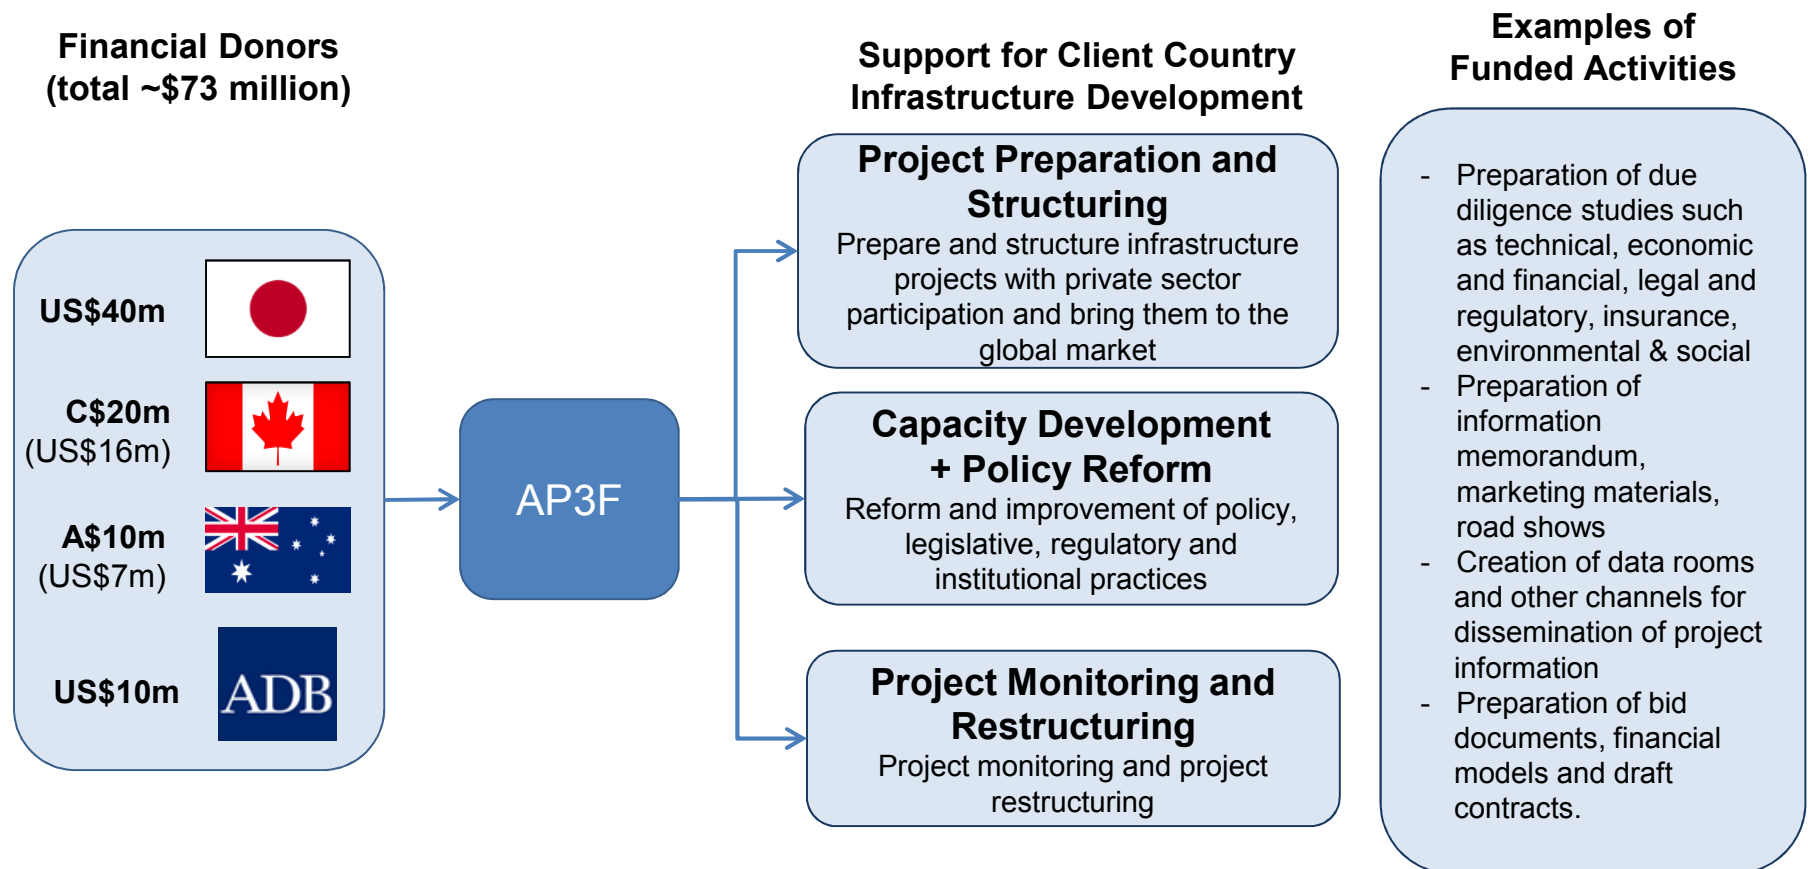 Financial Donors
(total ~$73 million)
US$40m
C$20m
(US$16m)
A$10m
(US$7m)
US$10m
ADB
AP3F
Support for Client Country
Infrastructure Development
Project Preparation and
Structuring
Prepare and structure infrastructure
projects with private sector
participation and bring them to the
global market
Capacity Development
+ Policy Reform
Reform and improvement of policy,
legislative, regulatory and
institutional practices
Project Monitoring and
Restructuring
Project monitoring and project
restructuring
Examples of
Funded Activities
- Preparation of due
diligence studies such
as technical, economic
and financial, legal and
regulatory, insurance,
environmental & social
- Preparation of
information
memorandum,
marketing materials,
road shows
- Creation of data rooms
and other channels for
dissemination of project
information
- Preparation of bid
documents, financial
models and draft
contracts.